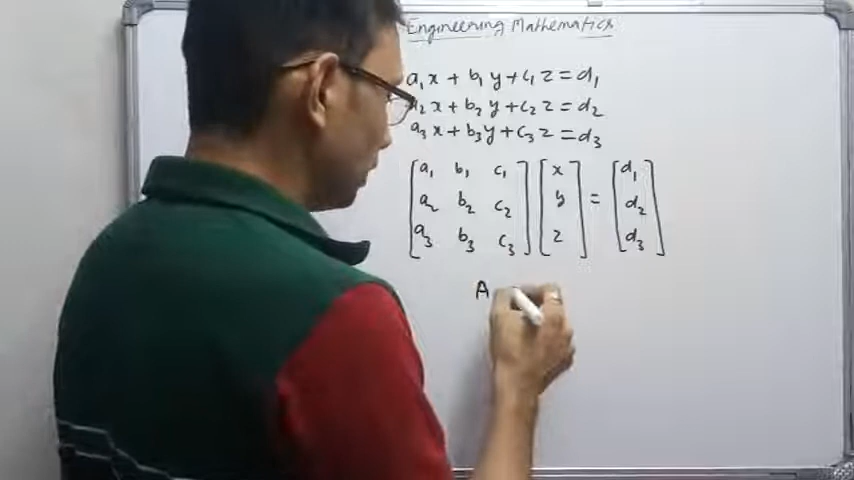 Engineering Mathematics
a₁x + b₁y + c₁z = d₁
a₂x + b₂y + c₂z = d₂
a₃x + b₃y + c₃z = d₃
[a₁ b₁ c₁] [x] [d₁]
[a₂ b₂ c₂] [y] = [d₂]
[a₃ b₃ c₃] [z] [d₃]
A